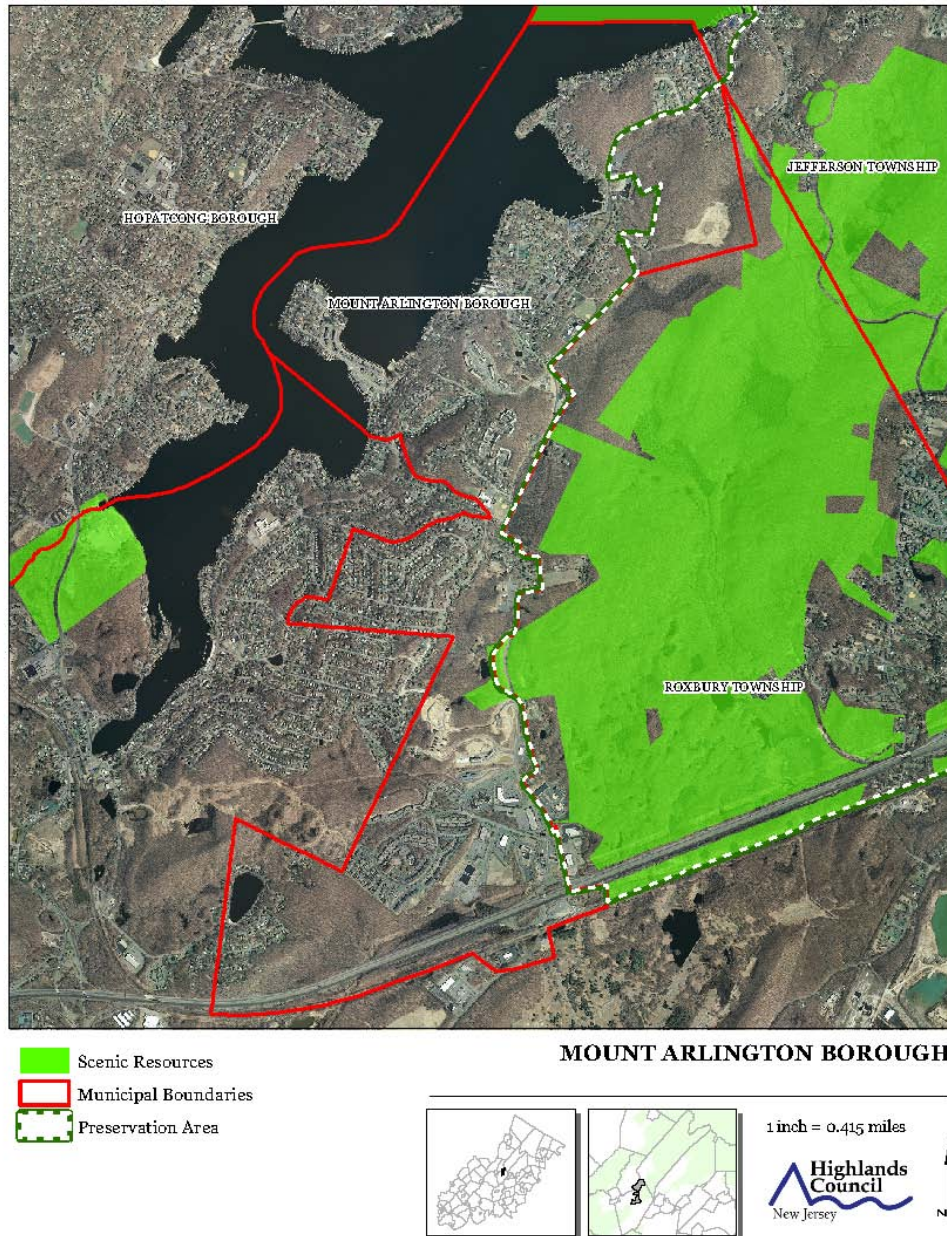 JEFFERSON TOWNSHIP
HOPATCONG BOROUGH
MOUNT ARLINGTON BOROUGH
ROXBURY TOWNSHIP
Scenic Resources
Municipal Boundaries
Preservation Area
MOUNT ARLINGTON BOROUGH
1 inch = 0.415 miles
Highlands
Council
New Jersey
N